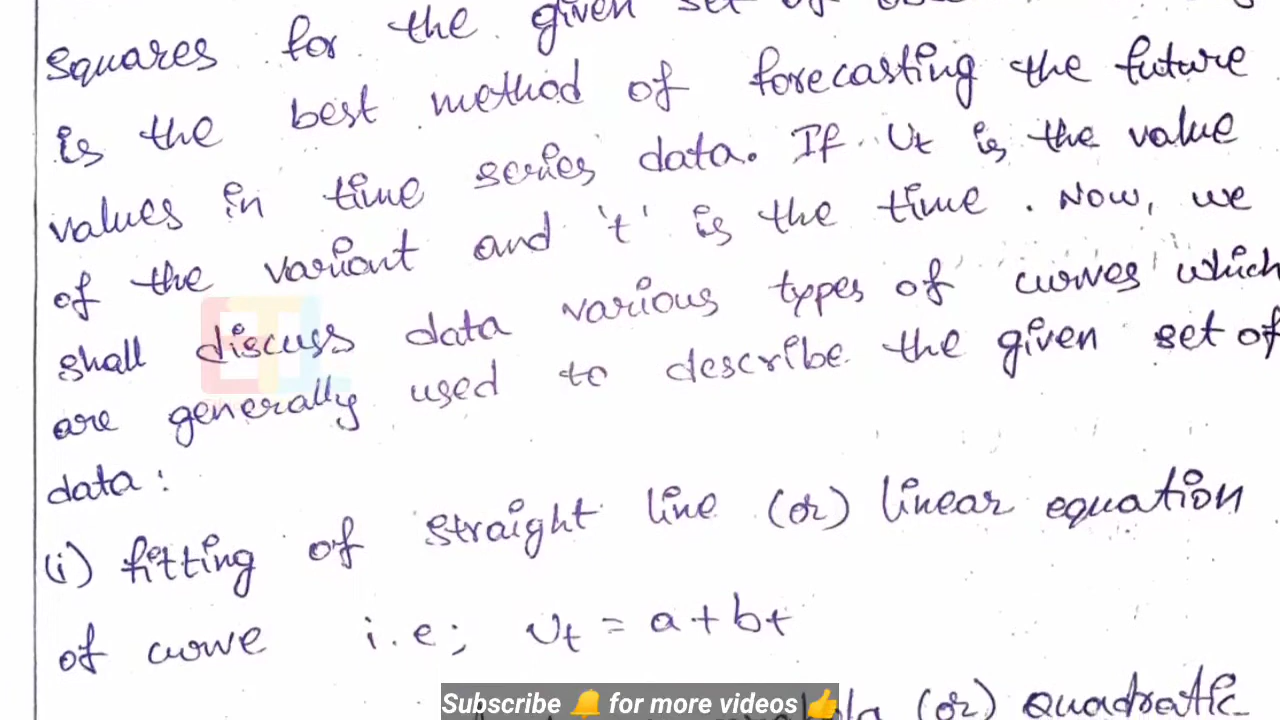 squares for the given set of
is the best method of forecasting the future
values in time series data. If Ut is the value
of the variant and 't' is the time. Now, we
shall discuss data various types of curves which
are generally used to describe the given set of
data:
(i) fitting of straight line (or) linear equation
of curve i.e; Ut = a+bt
(or) quadratic
Subscribe 🔔 for more videos 👍